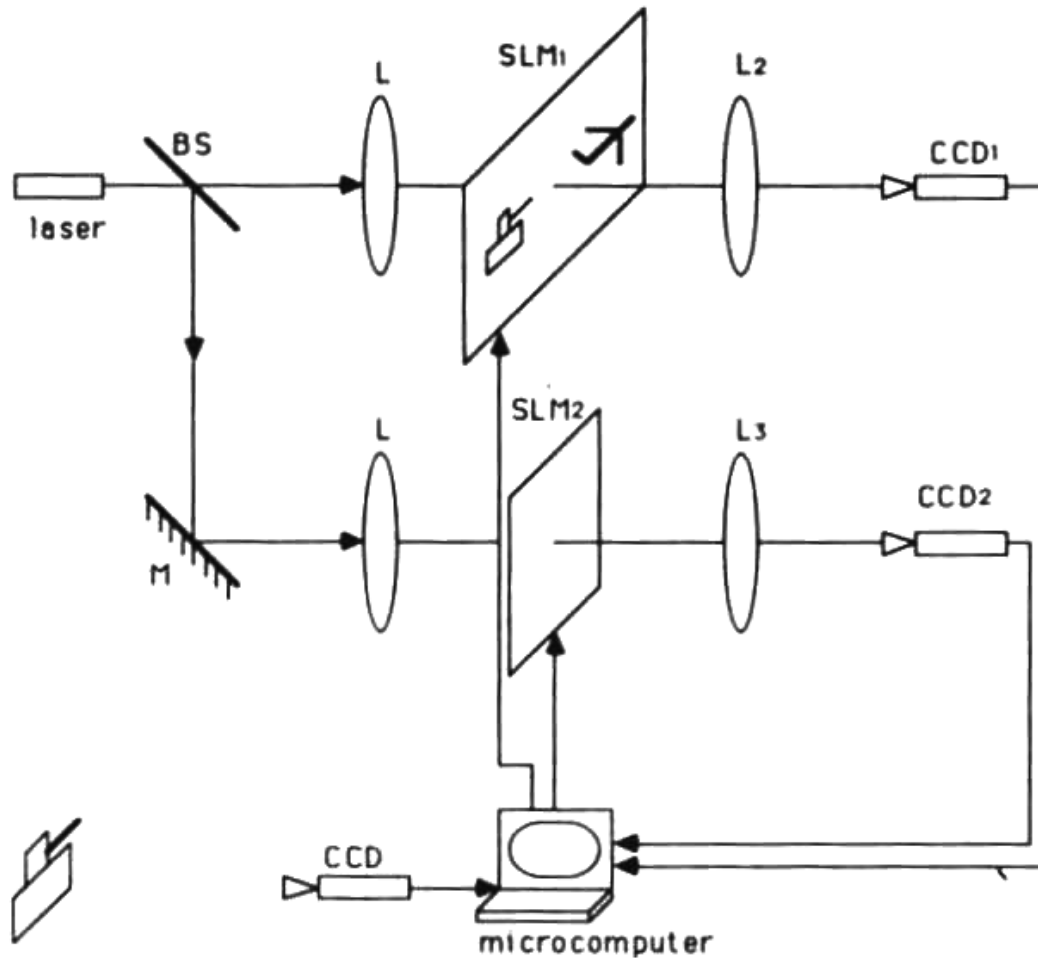 SLM1
L
L2
BS
CCD1
laser
SLM2
L
L3
CCD2
M
CCD
microcomputer